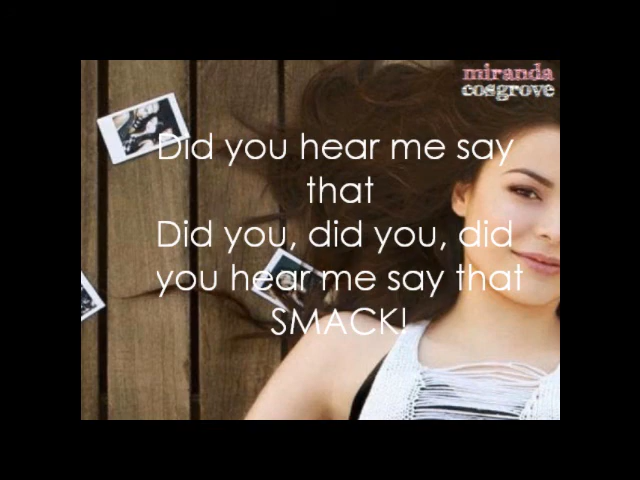 miranda
cosgrove
Did you hear me say
that
Did you, did you, did
you hear me say that
SMACK!